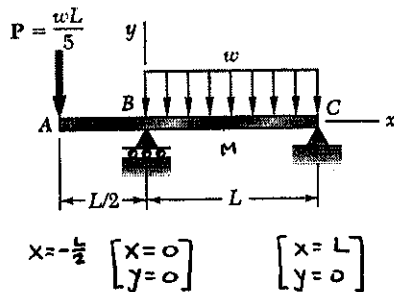 P = wL/5
y
w
A
B
C
x
M
L/2
L
x=-L/2 [x=0 y=0] [x=L y=0]